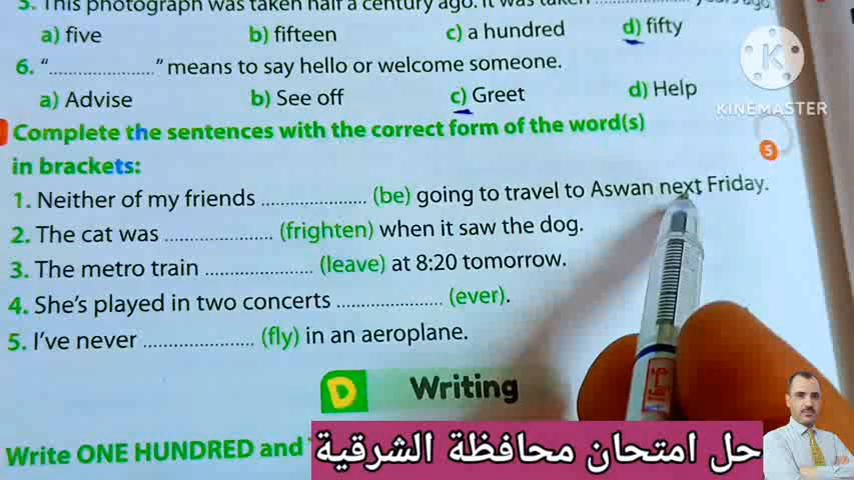 5. This photograph was taken half a century ago. It was taken .................... years ago.
a) five b) fifteen c) a hundred d) fifty
6. “....................” means to say hello or welcome someone.
a) Advise b) See off c) Greet d) Help
KINEMASTER
Complete the sentences with the correct form of the word(s)
in brackets:
5
1. Neither of my friends .................... (be) going to travel to Aswan next Friday.
2. The cat was .................... (frighten) when it saw the dog.
3. The metro train .................... (leave) at 8:20 tomorrow.
4. She’s played in two concerts .................... (ever).
5. I’ve never .................... (fly) in an aeroplane.
D Writing
Write ONE HUNDRED and
حل امتحان محافظة الشرقية